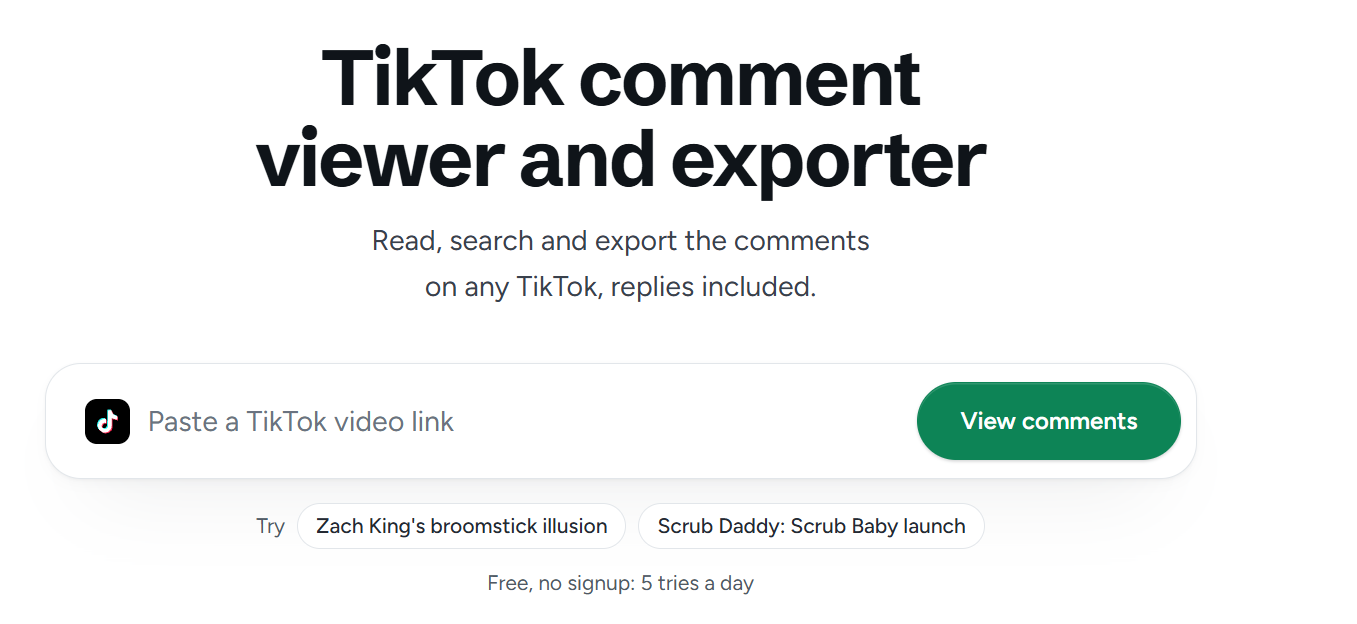 TikTok comment
viewer and exporter
Read, search and export the comments
on any TikTok, replies included.
Paste a TikTok video link
View comments
Try
Zach King's broomstick illusion
Scrub Daddy: Scrub Baby launch
Free, no signup: 5 tries a day